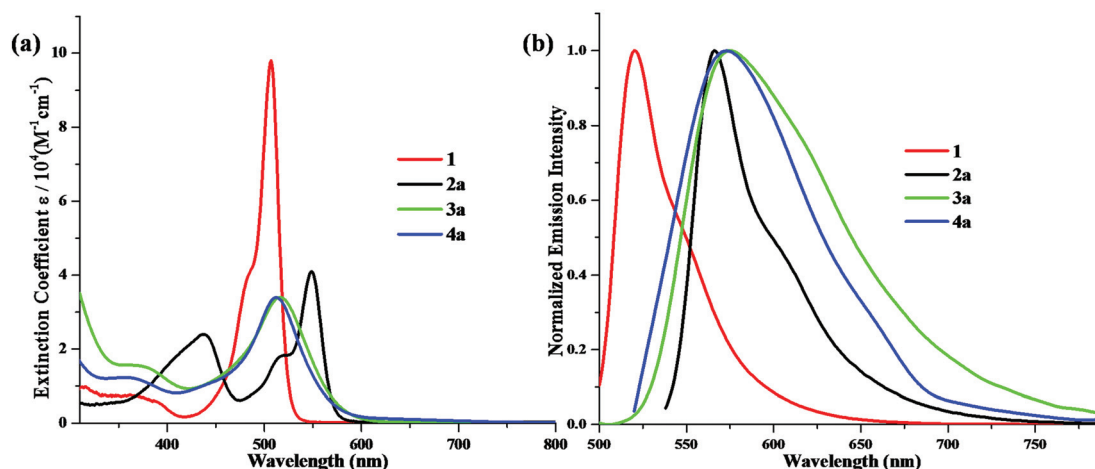 (a)
Extinction Coefficient ε / 10⁴(M⁻¹cm⁻¹)
10
8
6
4
2
0
400
500
600
700
800
Wavelength (nm)
1
2a
3a
4a
(b)
Normalized Emission Intensity
1.0
0.8
0.6
0.4
0.2
0.0
500
550
600
650
700
750
Wavelength (nm)
1
2a
3a
4a